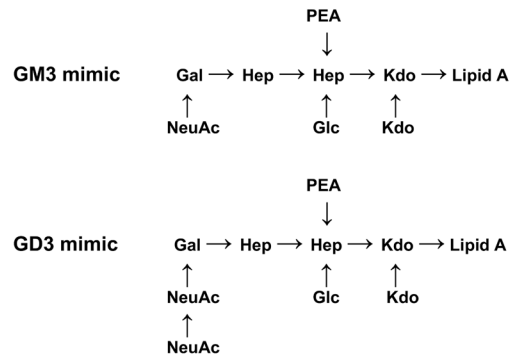 PEA
GM3 mimic Gal → Hep → Hep → Kdo → Lipid A
NeuAc Glc Kdo
PEA
GD3 mimic Gal → Hep → Hep → Kdo → Lipid A
NeuAc Glc Kdo
NeuAc